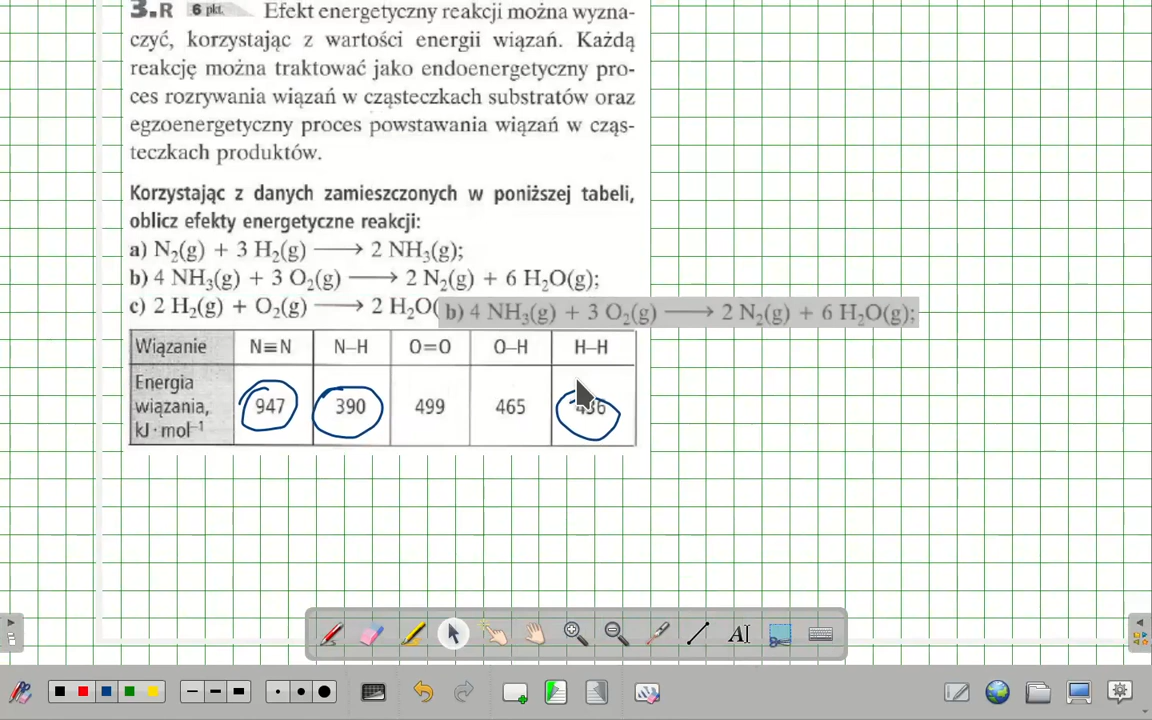 3.R 6 pkt. Efekt energetyczny reakcji można wyzna-
czyć, korzystając z wartości energii wiązań. Każdą
reakcję można traktować jako endoenergetyczny pro-
ces rozrywania wiązań w cząsteczkach substratów oraz
egzoenergetyczny proces powstawania wiązań w cząs-
teczkach produktów.
Korzystając z danych zamieszczonych w poniższej tabeli,
oblicz efekty energetyczne reakcji:
a) N₂(g) + 3 H₂(g) ⟶ 2 NH₃(g);
b) 4 NH₃(g) + 3 O₂(g) ⟶ 2 N₂(g) + 6 H₂O(g);
c) 2 H₂(g) + O₂(g) ⟶ 2 H₂O(
b) 4 NH₃(g) + 3 O₂(g) ⟶ 2 N₂(g) + 6 H₂O(g);
Wiązanie N≡N N–H O=O O–H H–H
Energia
wiązania, 947 390 499 465
kJ · mol⁻¹
AI